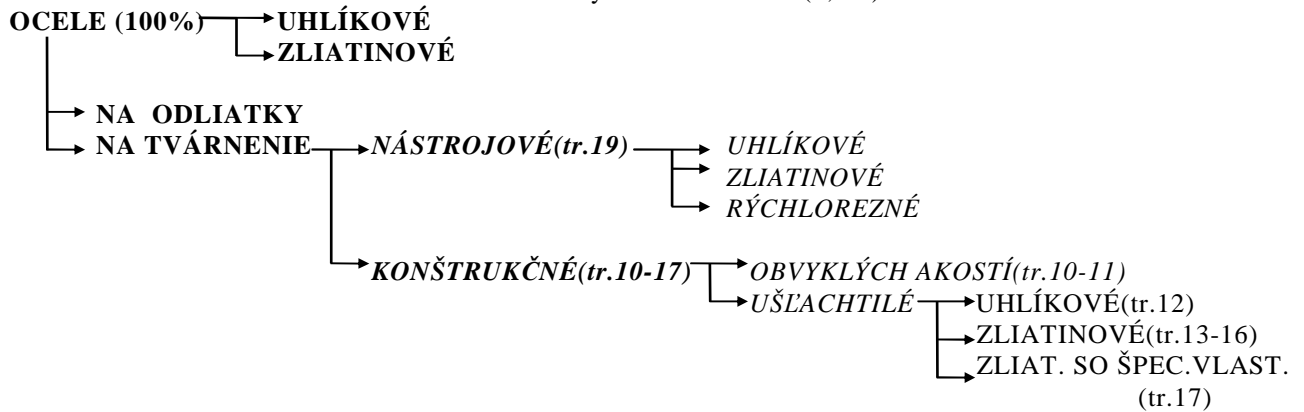 OCELE (100%) UHLÍKOVÉ
ZLIATINOVÉ
NA ODLIATKY
NA TVÁRNENIE NÁSTROJOVÉ(tr.19) UHLÍKOVÉ
ZLIATINOVÉ
RÝCHLOREZNÉ
KONŠTRUKČNÉ(tr.10-17) OBVYKLÝCH AKOSTÍ(tr.10-11)
UŠĽACHTILÉ UHLÍKOVÉ(tr.12)
ZLIATINOVÉ(tr.13-16)
ZLIAT. SO ŠPEC.VLAST.
(tr.17)